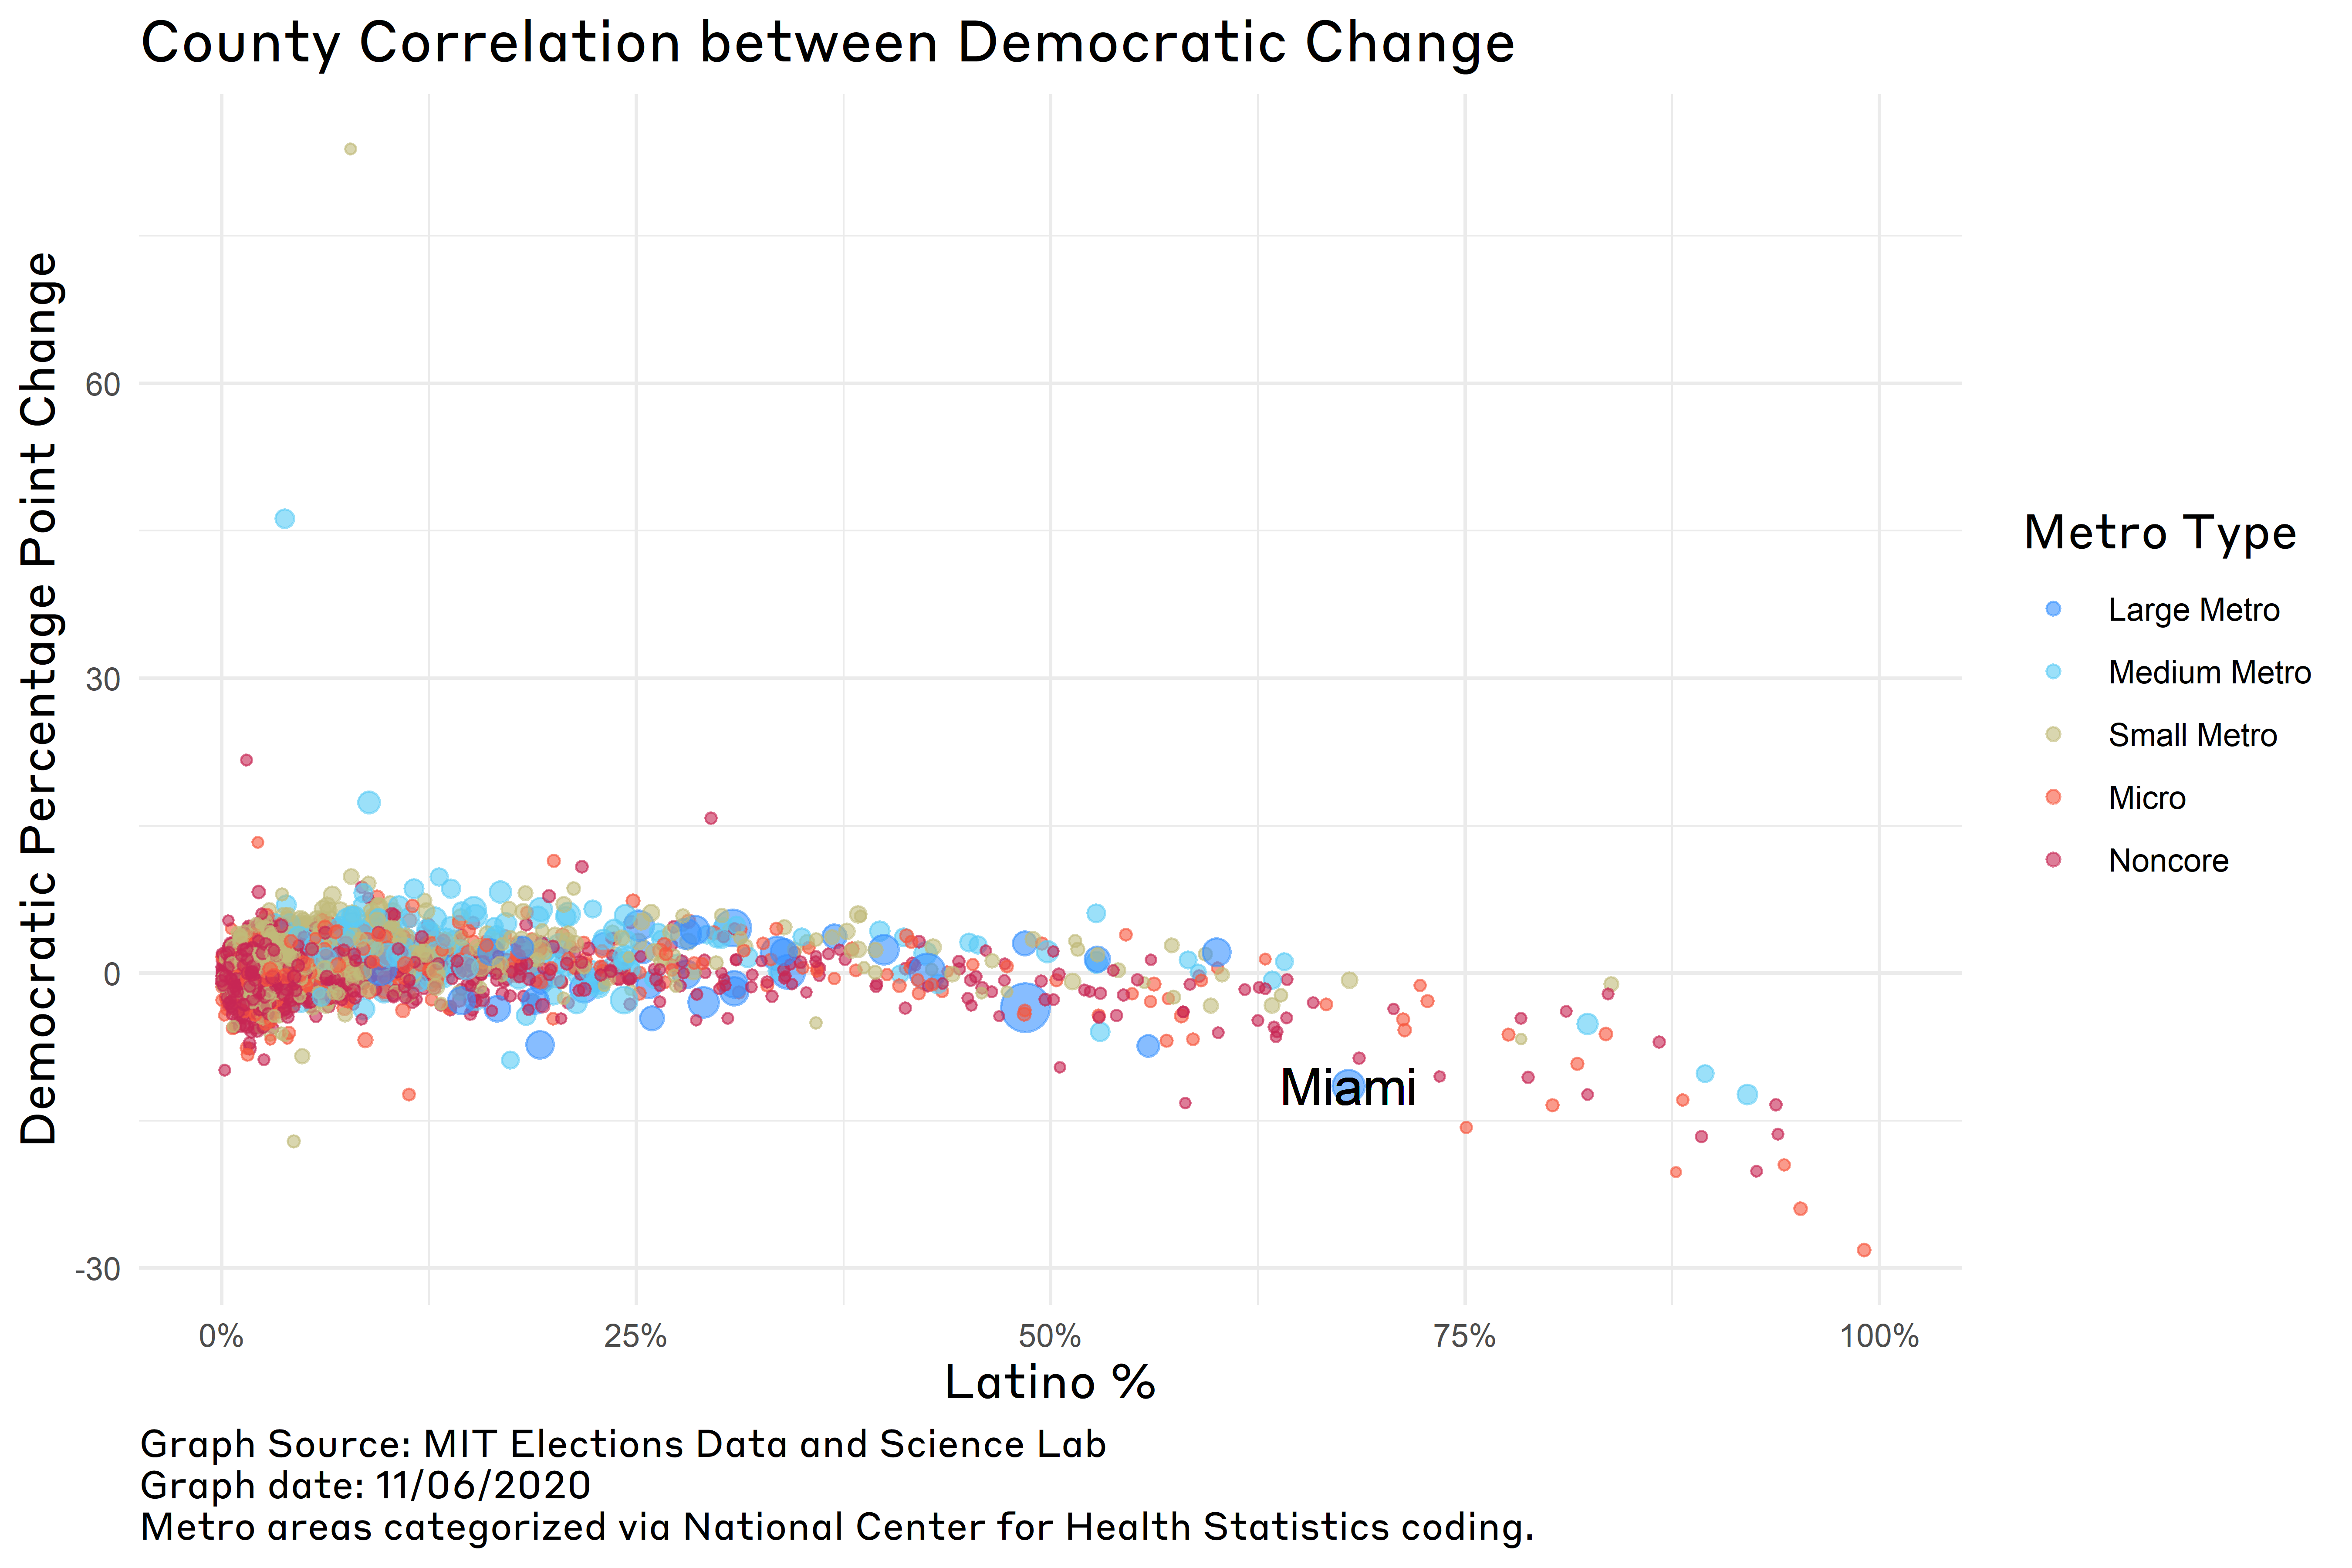 County Correlation between Democratic Change
Democratic Percentage Point Change
60
30
0
-30
Miami
0%
25%
50%
75%
100%
Latino %
Metro Type
Large Metro
Medium Metro
Small Metro
Micro
Noncore
Graph Source: MIT Elections Data and Science Lab
Graph date: 11/06/2020
Metro areas categorized via National Center for Health Statistics coding.